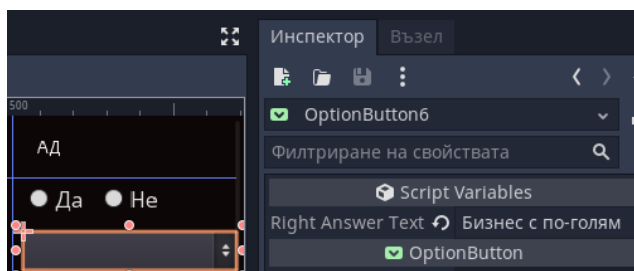 Инспектор Възел
500
OptionButton6
АД
Филтриране на свойствата
Да Не
Script Variables
Right Answer Text Бизнес с по-голям
OptionButton